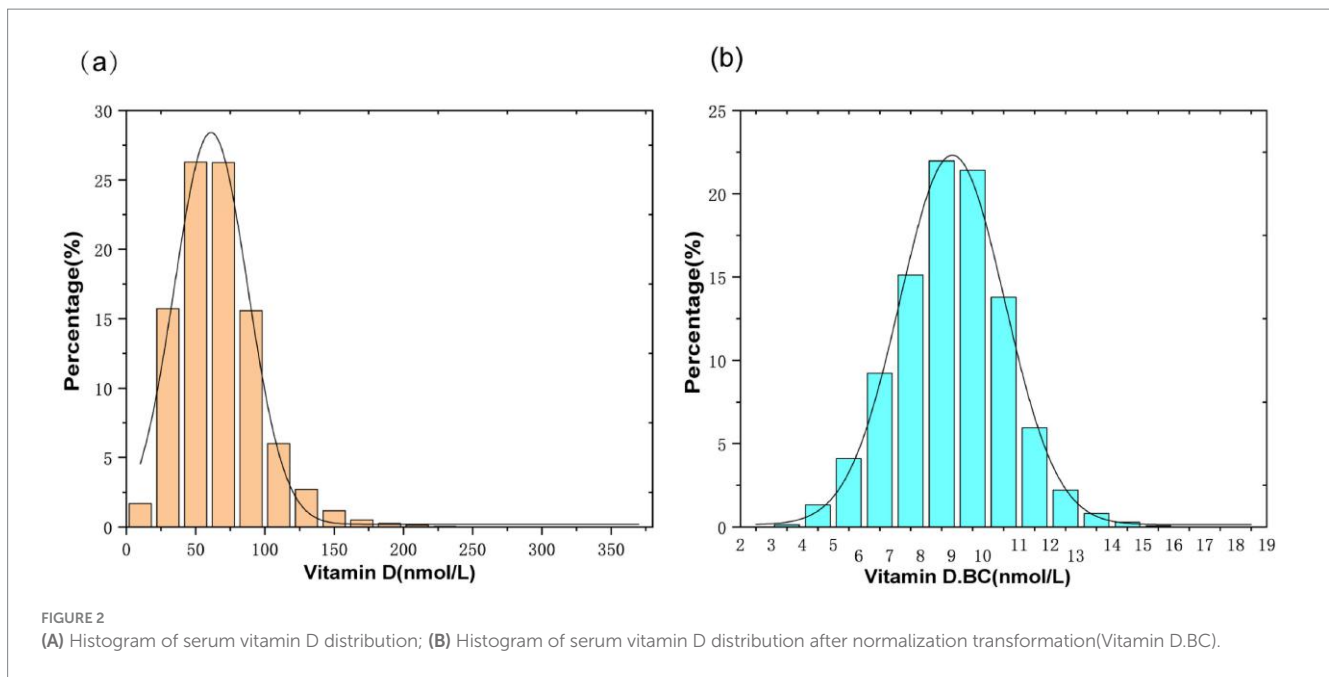 (a)
30
25
20
15
10
5
0
Percentage(%)
0 50 100 150 200 250 300 350
Vitamin D(nmol/L)
(b)
25
20
15
10
5
0
Percentage(%)
2 3 4 5 6 7 8 9 10 11 12 13 14 15 16 17 18 19
Vitamin D.BC(nmol/L)
FIGURE 2
(A) Histogram of serum vitamin D distribution; (B) Histogram of serum vitamin D distribution after normalization transformation(Vitamin D.BC).